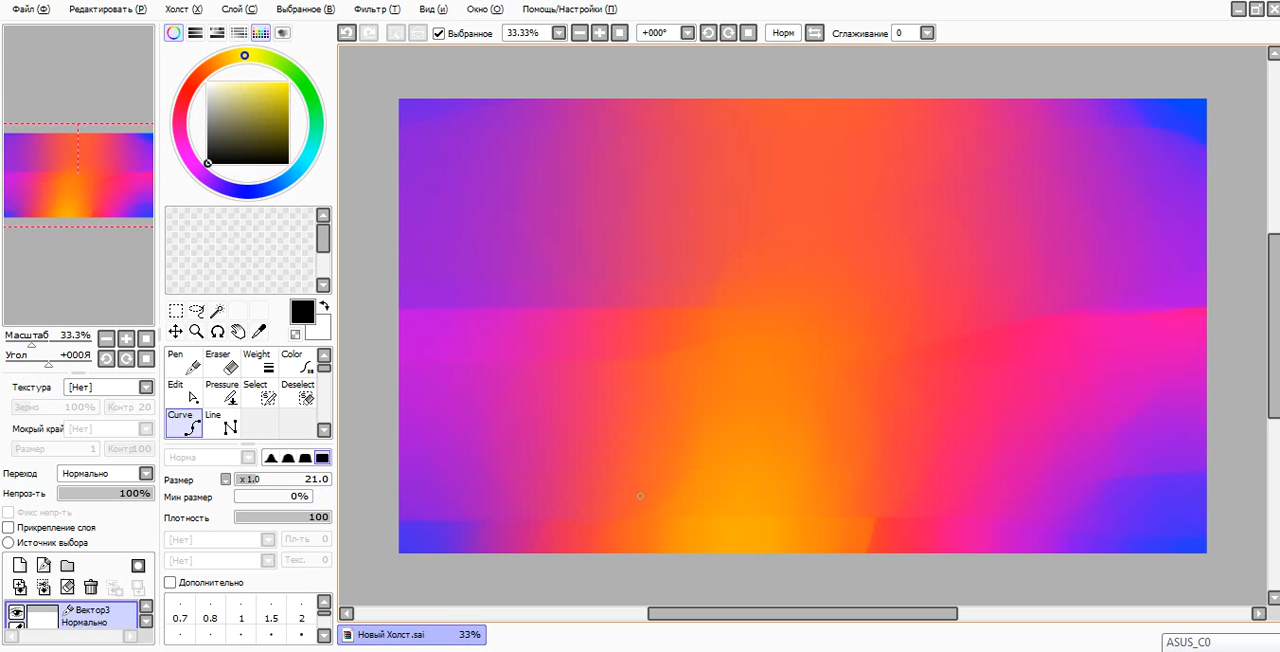 Файл (Ф) Редактировать (Р) Холст (Х) Слой (С) Выбранное (В) Фильтр (Т) Вид (и) Окно (О) Помощь/Настройки (П)
Выбранное 33.33% +000° Норм Сглаживание 0
Масштаб 33.3%
Угол +000Я
Текстура [Нет]
Зерно 100% Контр 20
Мокрый край [Нет]
Размер 1 Контр100
Переход Нормально
Непроз-ть 100%
Фикс непр-ть
Прикрепление слоя
Источник выбора
Вектор3
Нормально
Pen Eraser Weight Color
Edit Pressure Select Deselect
Curve Line
Норма
Размер x 1.0 21.0
Мин размер 0%
Плотность 100
[Нет] Пл-ть 0
[Нет] Текс. 0
Дополнительно
0.7 0.8 1 1.5 2
Новый Холст.sai 33%
ASUS_C0